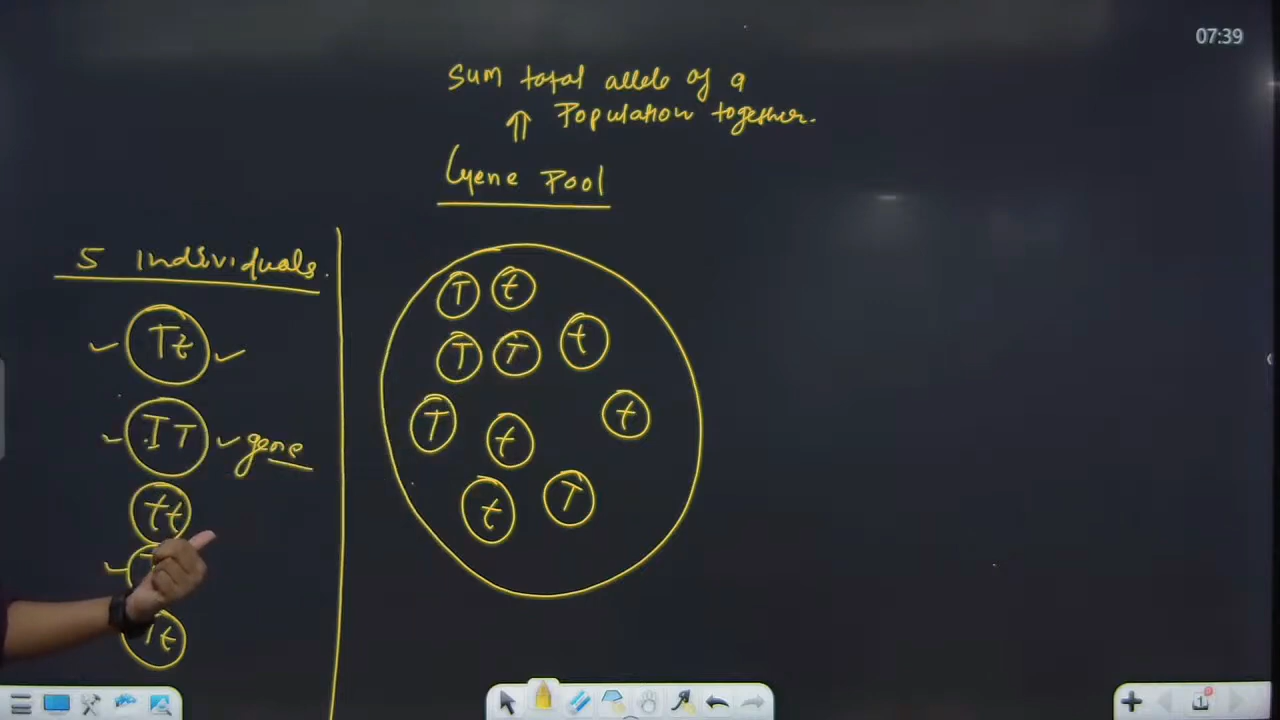 07:39
Sum total allele of a
⇑ Population together.
Gene Pool
5 Individuals.
Tt
TT gene
tt
Tt
T t
T T t
T t t
t T